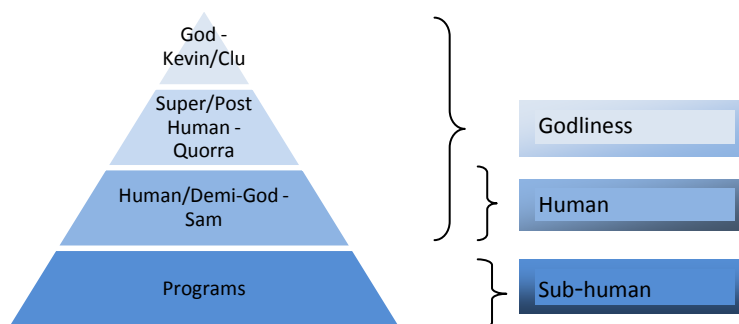 God -
Kevin/Clu
Super/Post
Human -
Quorra
Human/Demi-God -
Sam
Programs
Godliness
Human
Sub-human